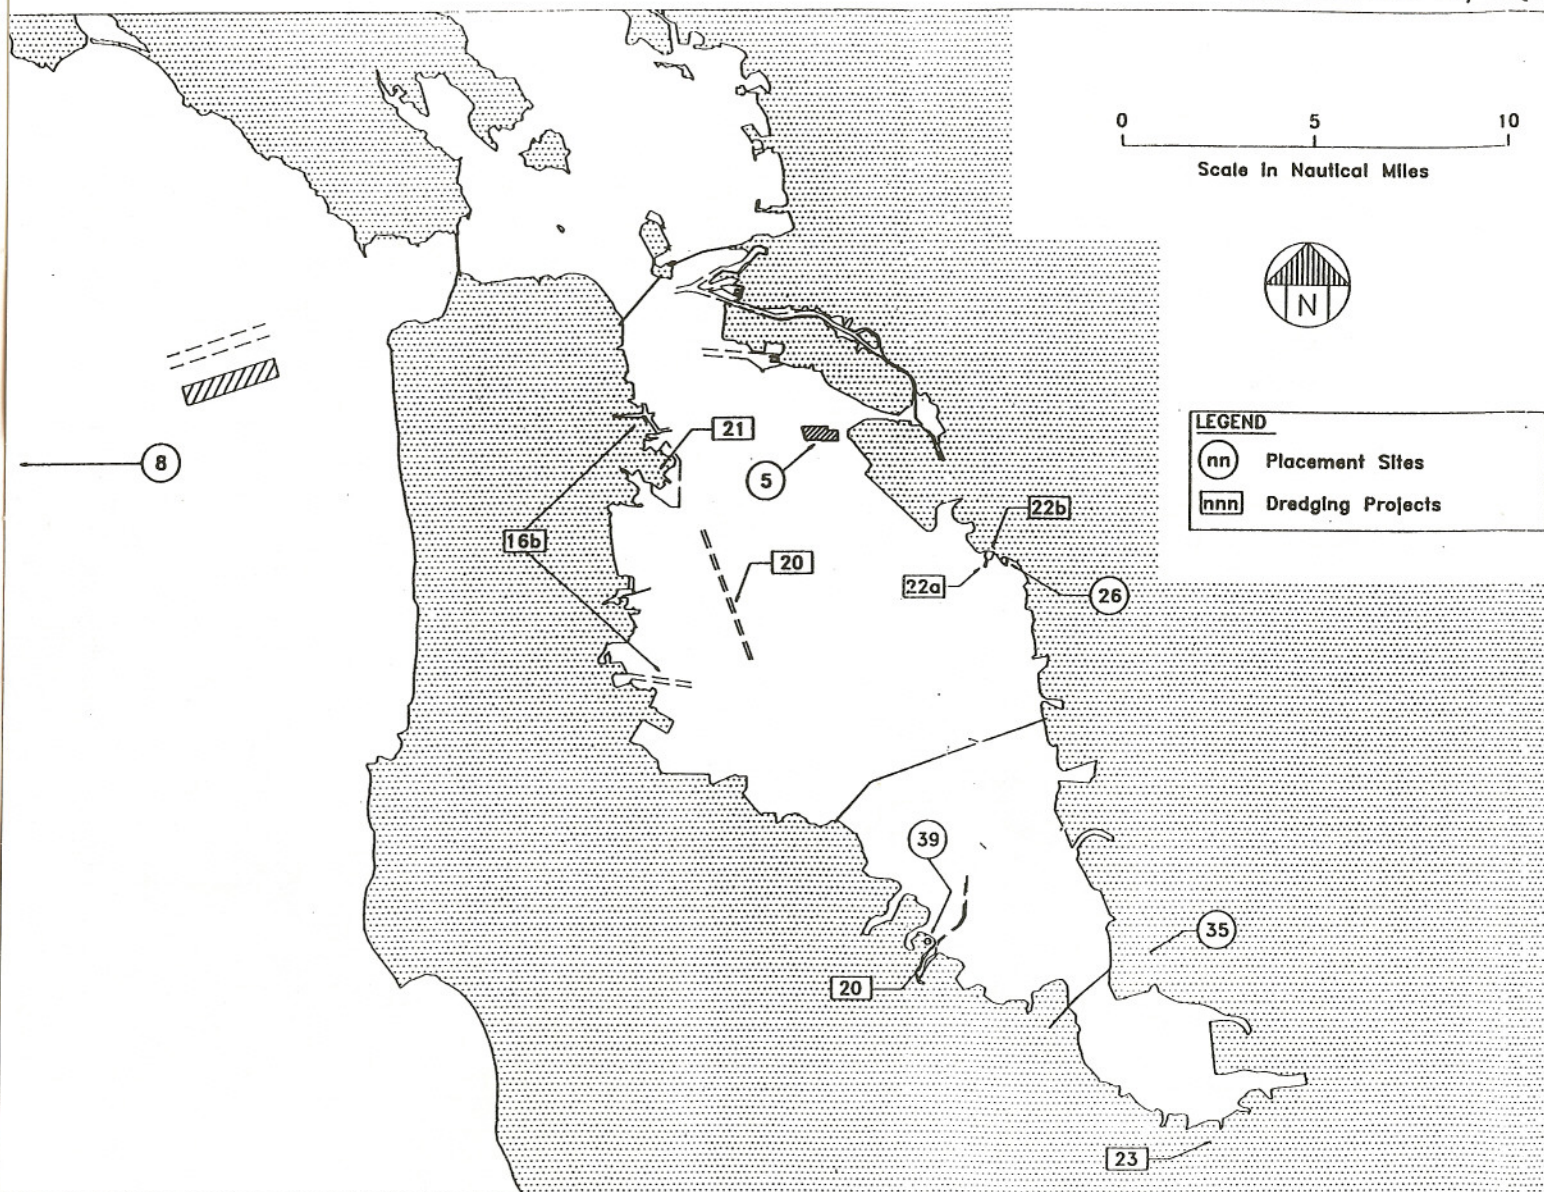 0 5 10
Scale in Nautical Miles
N
LEGEND
nn Placement Sites
nnn Dredging Projects
8
21
5
16b
20
22b
22a
26
39
35
20
23